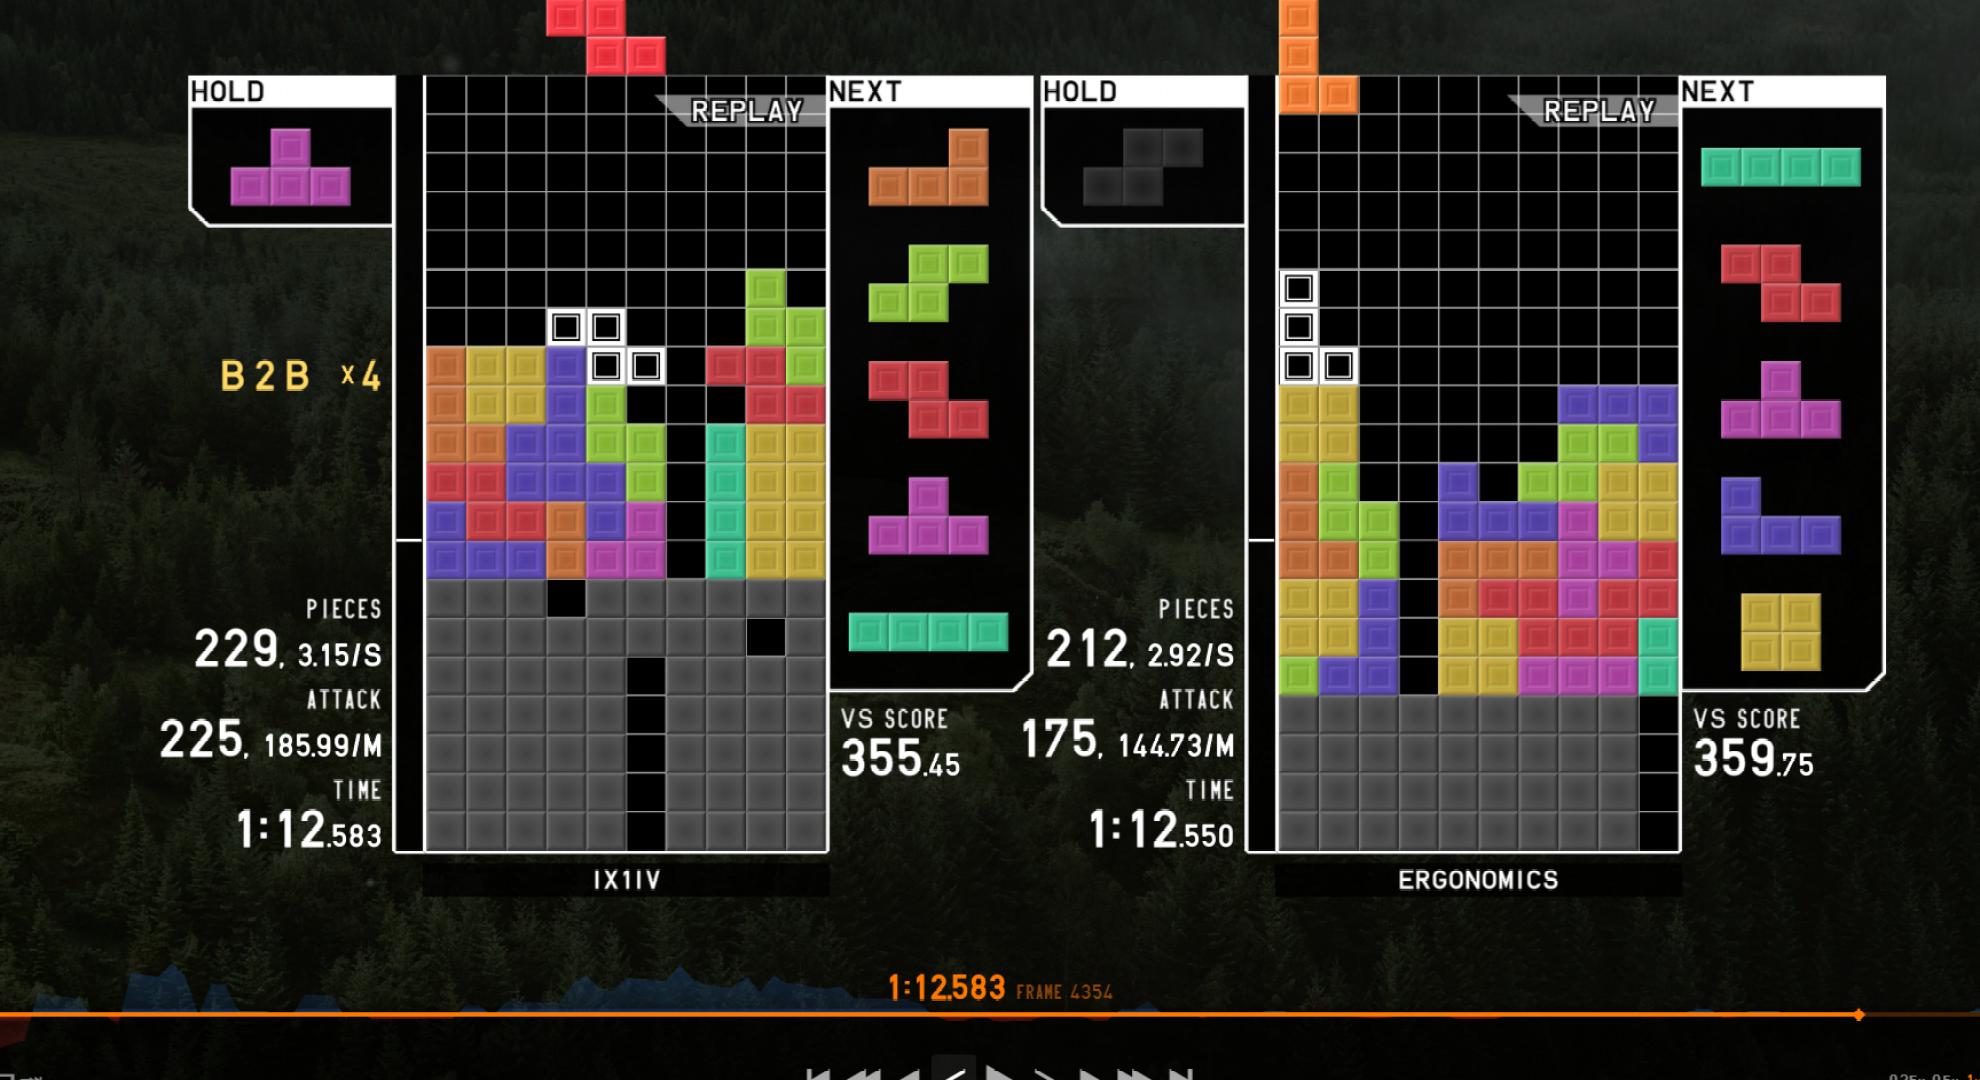 HOLD
REPLAY
NEXT
B2B ×4
PIECES
229, 3.15/S
ATTACK
225, 185.99/M
TIME
1:12.583
VS SCORE
355.45
IX1IV
HOLD
REPLAY
NEXT
PIECES
212, 2.92/S
ATTACK
175, 144.73/M
TIME
1:12.550
VS SCORE
359.75
ERGONOMICS
1:12.583 FRAME 4354